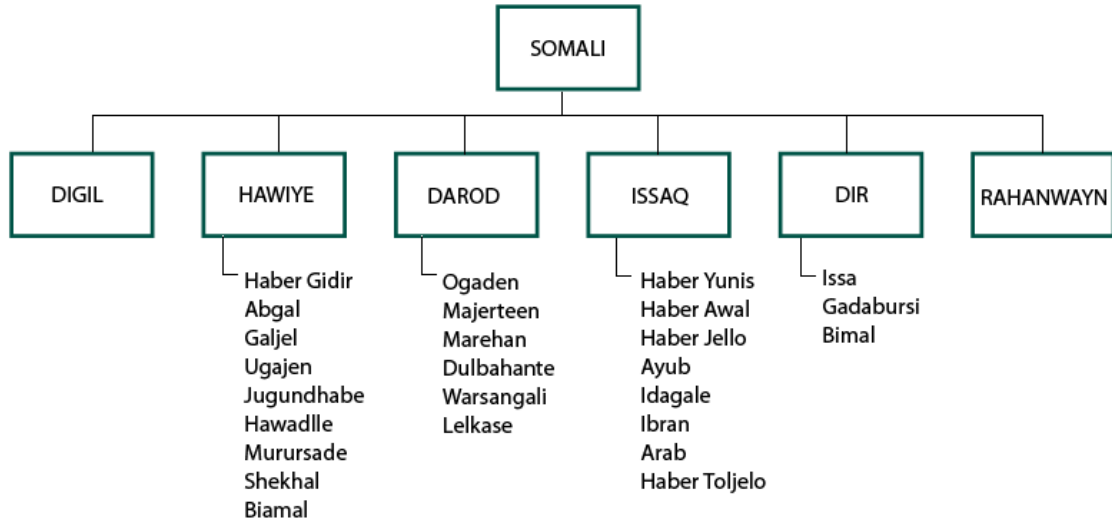 SOMALI
DIGIL
HAWIYE
DAROD
ISSAQ
DIR
RAHANWAYN
Haber Gidir
Abgal
Galjel
Ugajen
Jugundhabe
Hawadlle
Murursade
Shekhal
Biamal
Ogaden
Majerteen
Marehan
Dulbahante
Warsangali
Lelkase
Haber Yunis
Haber Awal
Haber Jello
Ayub
Idagale
Ibran
Arab
Haber Toljelo
Issa
Gadabursi
Bimal